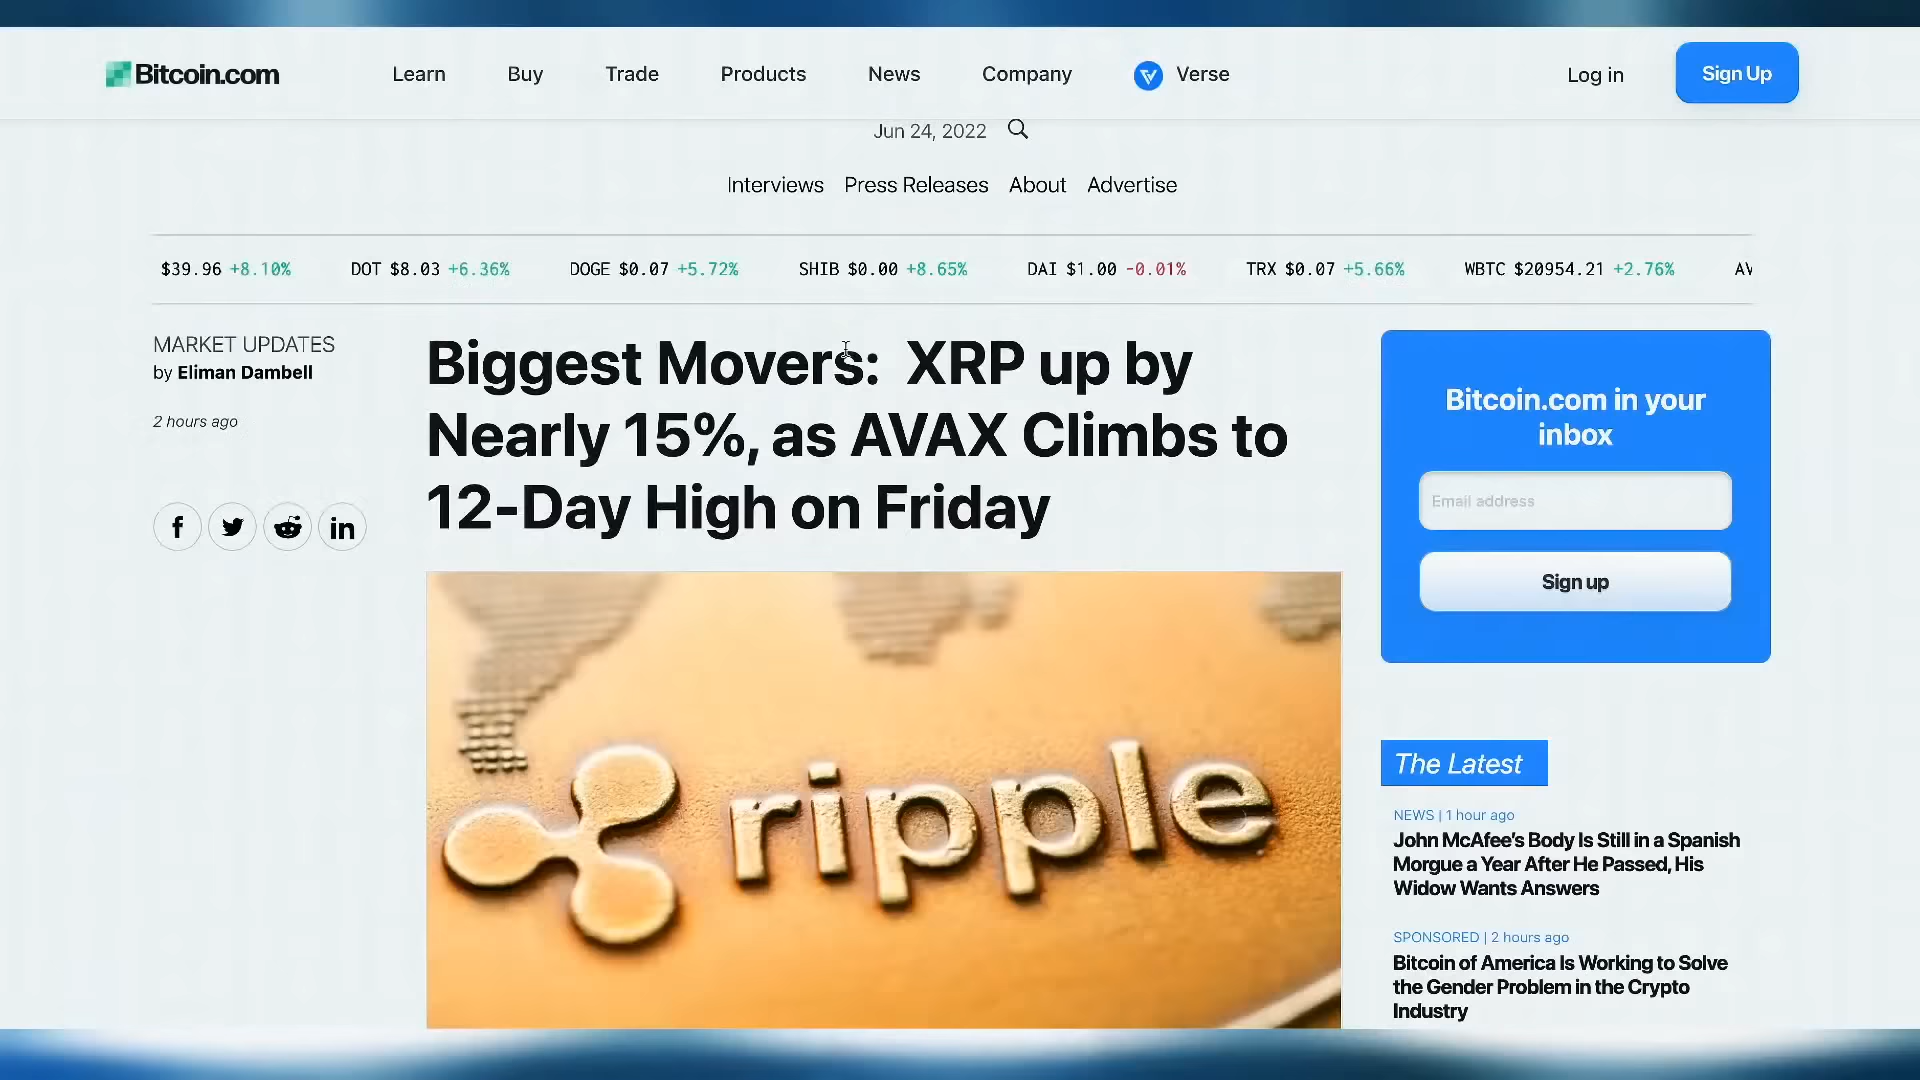 Bitcoin.com
Learn Buy Trade Products News Company Verse
Log in Sign Up
Jun 24, 2022
Interviews Press Releases About Advertise
$39.96 +8.10% DOT $8.03 +6.36% DOGE $0.07 +5.72% SHIB $0.00 +8.65% DAI $1.00 -0.01% TRX $0.07 +5.66% WBTC $20954.21 +2.76% AV
MARKET UPDATES
by Eliman Dambell
2 hours ago
Biggest Movers: XRP up by
Nearly 15%, as AVAX Climbs to
12-Day High on Friday
ripple
Bitcoin.com in your
inbox
Email address
Sign up
The Latest
NEWS | 1 hour ago
John McAfee's Body Is Still in a Spanish
Morgue a Year After He Passed, His
Widow Wants Answers
SPONSORED | 2 hours ago
Bitcoin of America Is Working to Solve
the Gender Problem in the Crypto
Industry